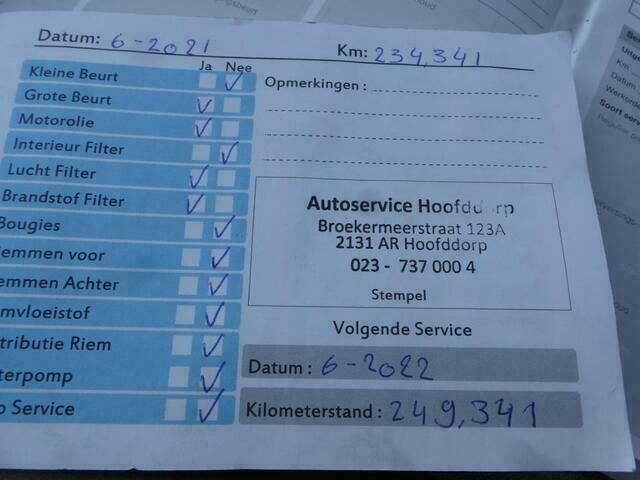 Datum: 6-2021
Km: 234,341
Ja Nee
Kleine Beurt
Grote Beurt
Motorolie
Interieur Filter
Lucht Filter
Brandstof Filter
Bougies
emmen voor
emmen Achter
mvloeistof
tributie Riem
terpomp
o Service
Opmerkingen :
Autoservice Hoofdd rp
Broekermeerstraat 123A
2131 AR Hoofddorp
023 - 737 000 4
Stempel
Volgende Service
Datum : 6-2022
Kilometerstand : 249,341
Km
Datum